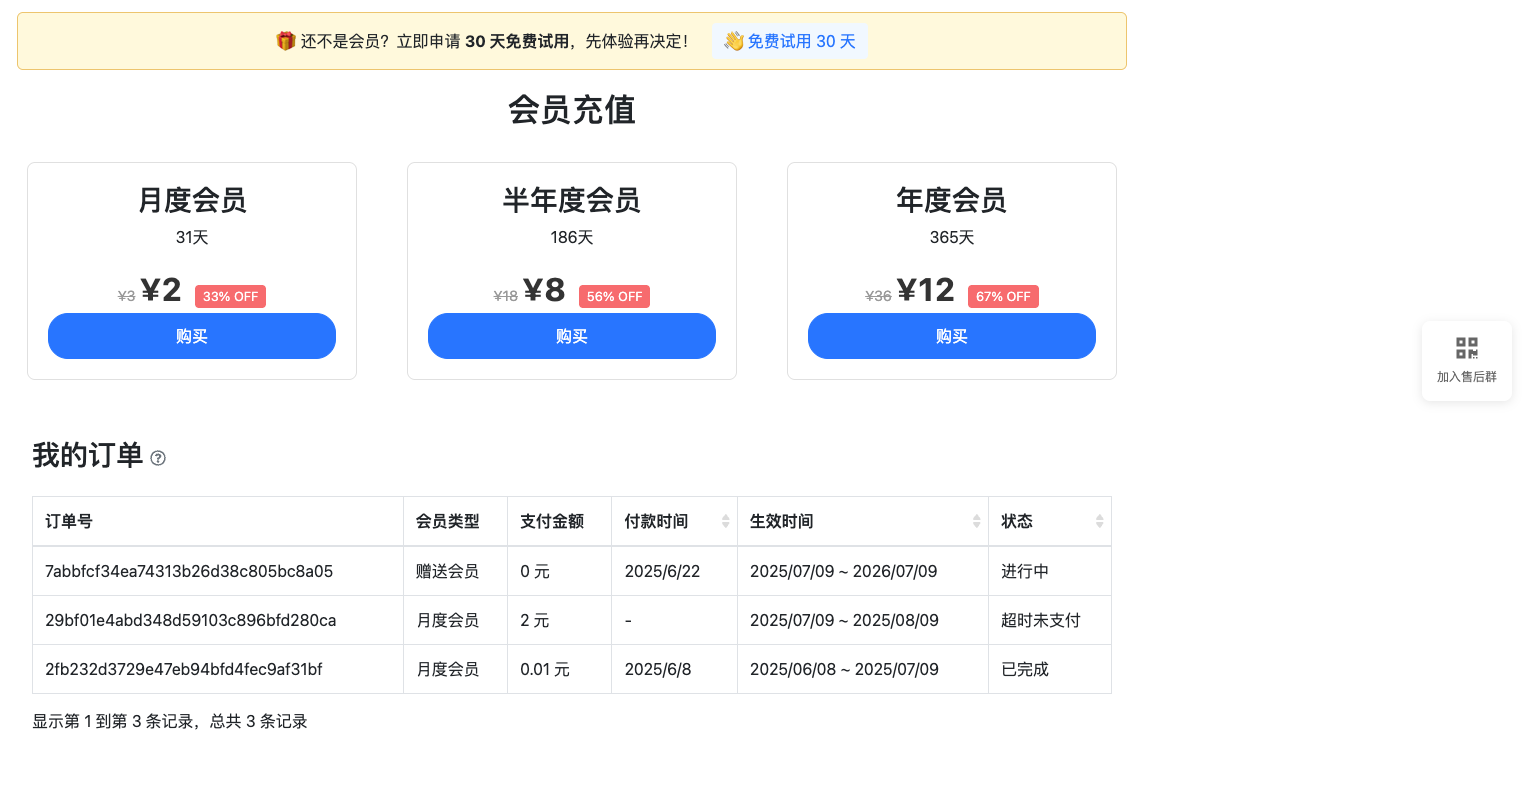 🎁 还不是会员？立即申请 30 天免费试用，先体验再决定！ 👋 免费试用 30 天
会员充值
月度会员
31天
¥3 ¥2 33% OFF
购买
半年度会员
186天
¥18 ¥8 56% OFF
购买
年度会员
365天
¥36 ¥12 67% OFF
购买
加入售后群
我的订单
订单号 会员类型 支付金额 付款时间 生效时间 状态
7abbfcf34ea74313b26d38c805bc8a05 赠送会员 0 元 2025/6/22 2025/07/09 ~ 2026/07/09 进行中
29bf01e4abd348d59103c896bfd280ca 月度会员 2 元 - 2025/07/09 ~ 2025/08/09 超时未支付
2fb232d3729e47eb94bfd4fec9af31bf 月度会员 0.01 元 2025/6/8 2025/06/08 ~ 2025/07/09 已完成
显示第 1 到第 3 条记录，总共 3 条记录